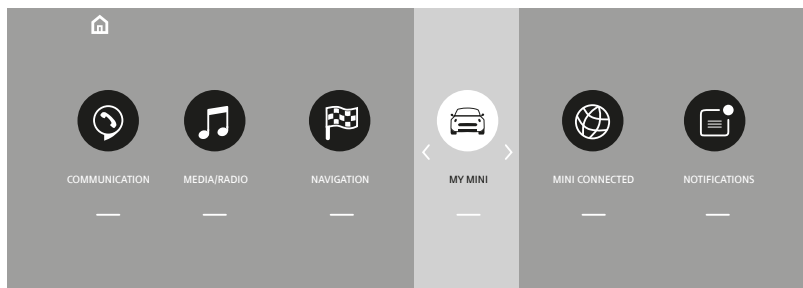 COMMUNICATION
MEDIA/RADIO
NAVIGATION
MY MINI
MINI CONNECTED
NOTIFICATIONS